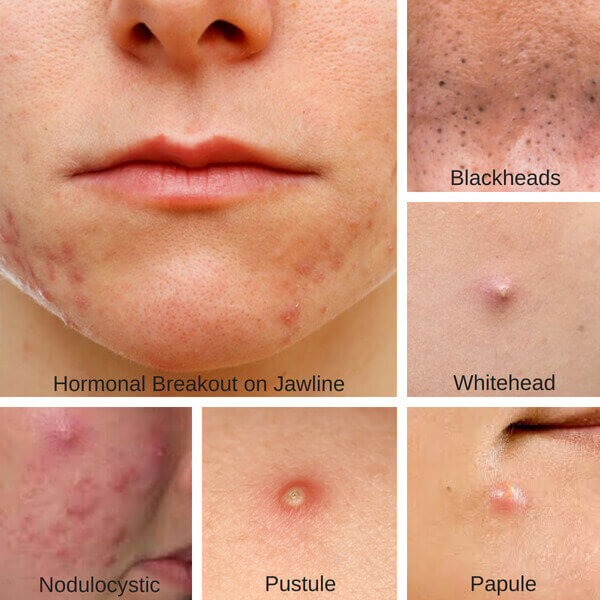 Blackheads
Hormonal Breakout on Jawline
Whitehead
Nodulocystic
Pustule
Papule